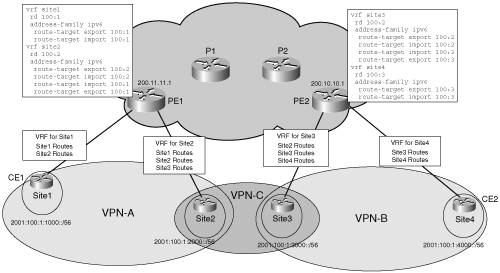 vrf site1
rd 100:1
address-family ipv6
route-target export 100:1
route-target import 100:1
vrf site2
rd 100:2
address-family ipv6
route-target export 100:2
route-target import 100:2
route-target import 100:1
route-target export 100:1
vrf site3
rd 100:2
address-family ipv6
route-target export 100:2
route-target import 100:2
route-target export 100:3
route-target import 100:3
vrf site4
rd 100:3
address-family ipv6
route-target export 100:3
route-target import 100:3
P1
P2
200.11.11.1
PE1
200.10.10.1
PE2
VRF for Site1
Site1 Routes
Site2 Routes
VRF for Site2
Site1 Routes
Site2 Routes
Site3 Routes
VRF for Site3
Site2 Routes
Site3 Routes
Site4 Routes
VRF for Site4
Site3 Routes
Site4 Routes
CE1
Site1
2001:100:1:1000::/56
VPN-A
Site2
2001:100:1:2000::/56
VPN-C
Site3
2001:100:1:3000::/56
VPN-B
CE2
Site4
2001:100:1:4000::/56